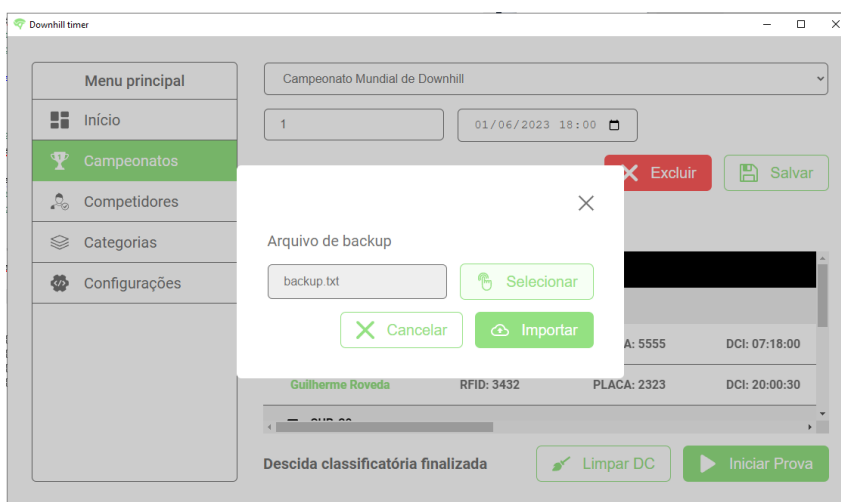 Downhill timer
Menu principal
Início
Campeonatos
Competidores
Categorias
Configurações
Campeonato Mundial de Downhill
1
01/06/2023 18:00
Excluir
Salvar
Arquivo de backup
backup.txt
Selecionar
Cancelar
Importar
A: 5555 DCI: 07:18:00
Guilherme Roveda RFID: 3432 PLACA: 2323 DCI: 20:00:30
Descida classificatória finalizada
Limpar DC
Iniciar Prova